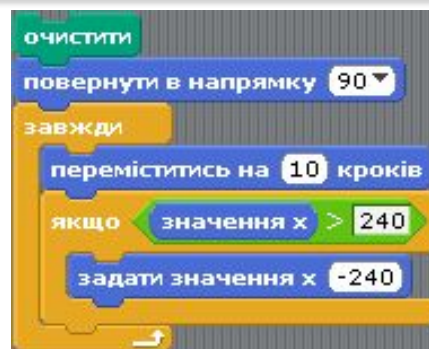 очистити
повернути в напрямку 90
завжди
переміститись на 10 кроків
якщо значення x > 240
задати значення x -240